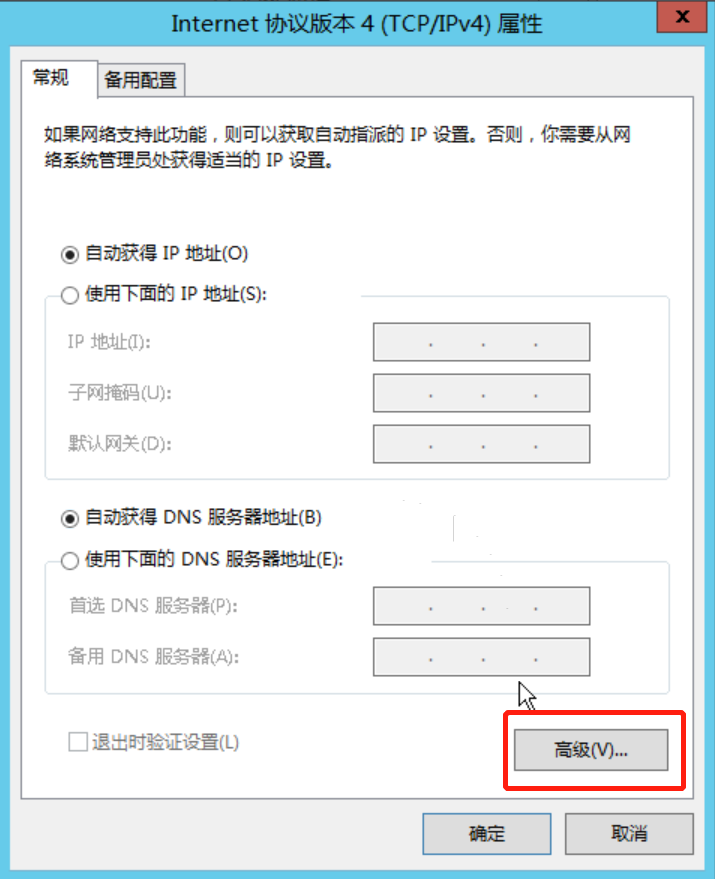 Internet 协议版本 4 (TCP/IPv4) 属性
x
常规
备用配置
如果网络支持此功能，则可以获取自动指派的 IP 设置。否则，你需要从网
络系统管理员处获得适当的 IP 设置。
自动获得 IP 地址(O)
使用下面的 IP 地址(S):
IP 地址(I):
. . .
子网掩码(U):
. . .
默认网关(D):
. . .
自动获得 DNS 服务器地址(B)
使用下面的 DNS 服务器地址(E):
首选 DNS 服务器(P):
. . .
备用 DNS 服务器(A):
. . .
退出时验证设置(L)
高级(V)...
确定
取消